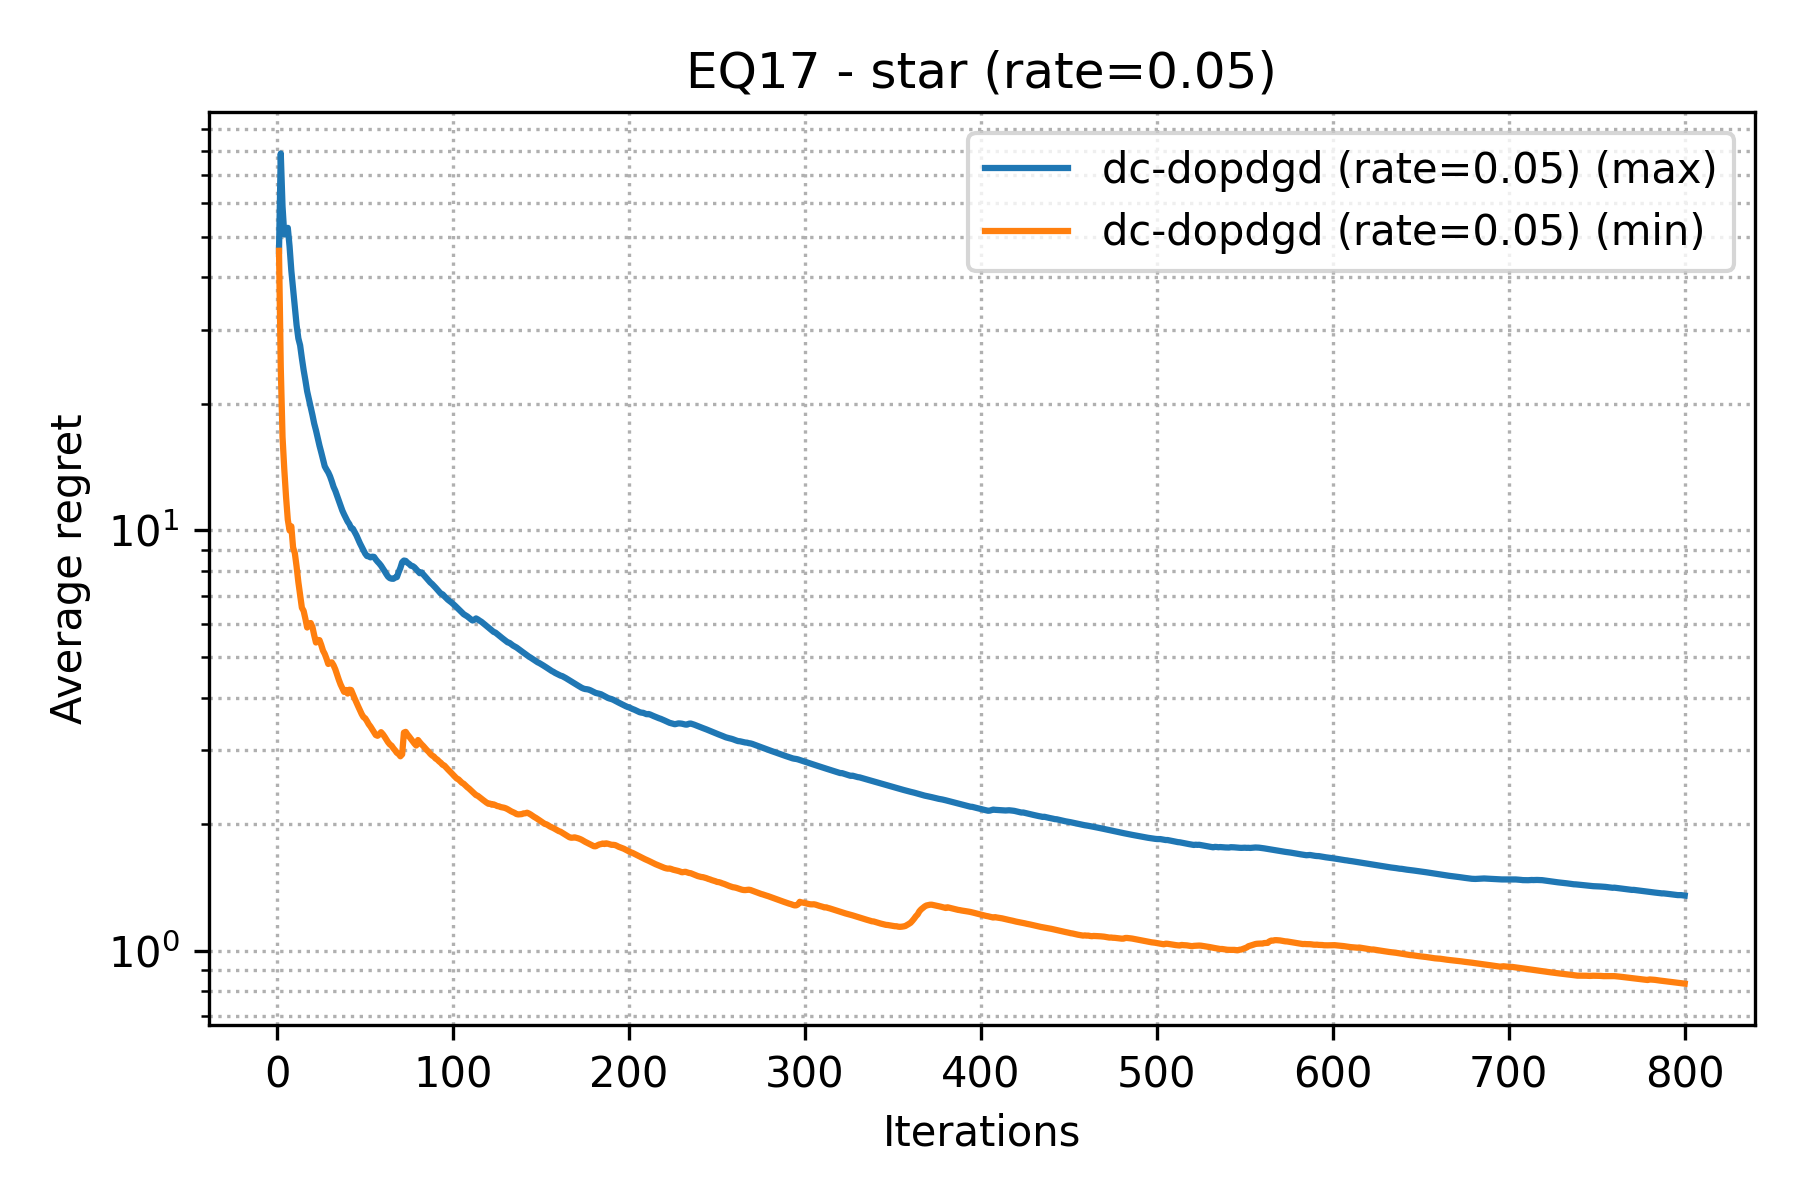 EQ17 - star (rate=0.05)
dc-dopdgd (rate=0.05) (max)
dc-dopdgd (rate=0.05) (min)
Average regret
10¹
10⁰
0 100 200 300 400 500 600 700 800
Iterations